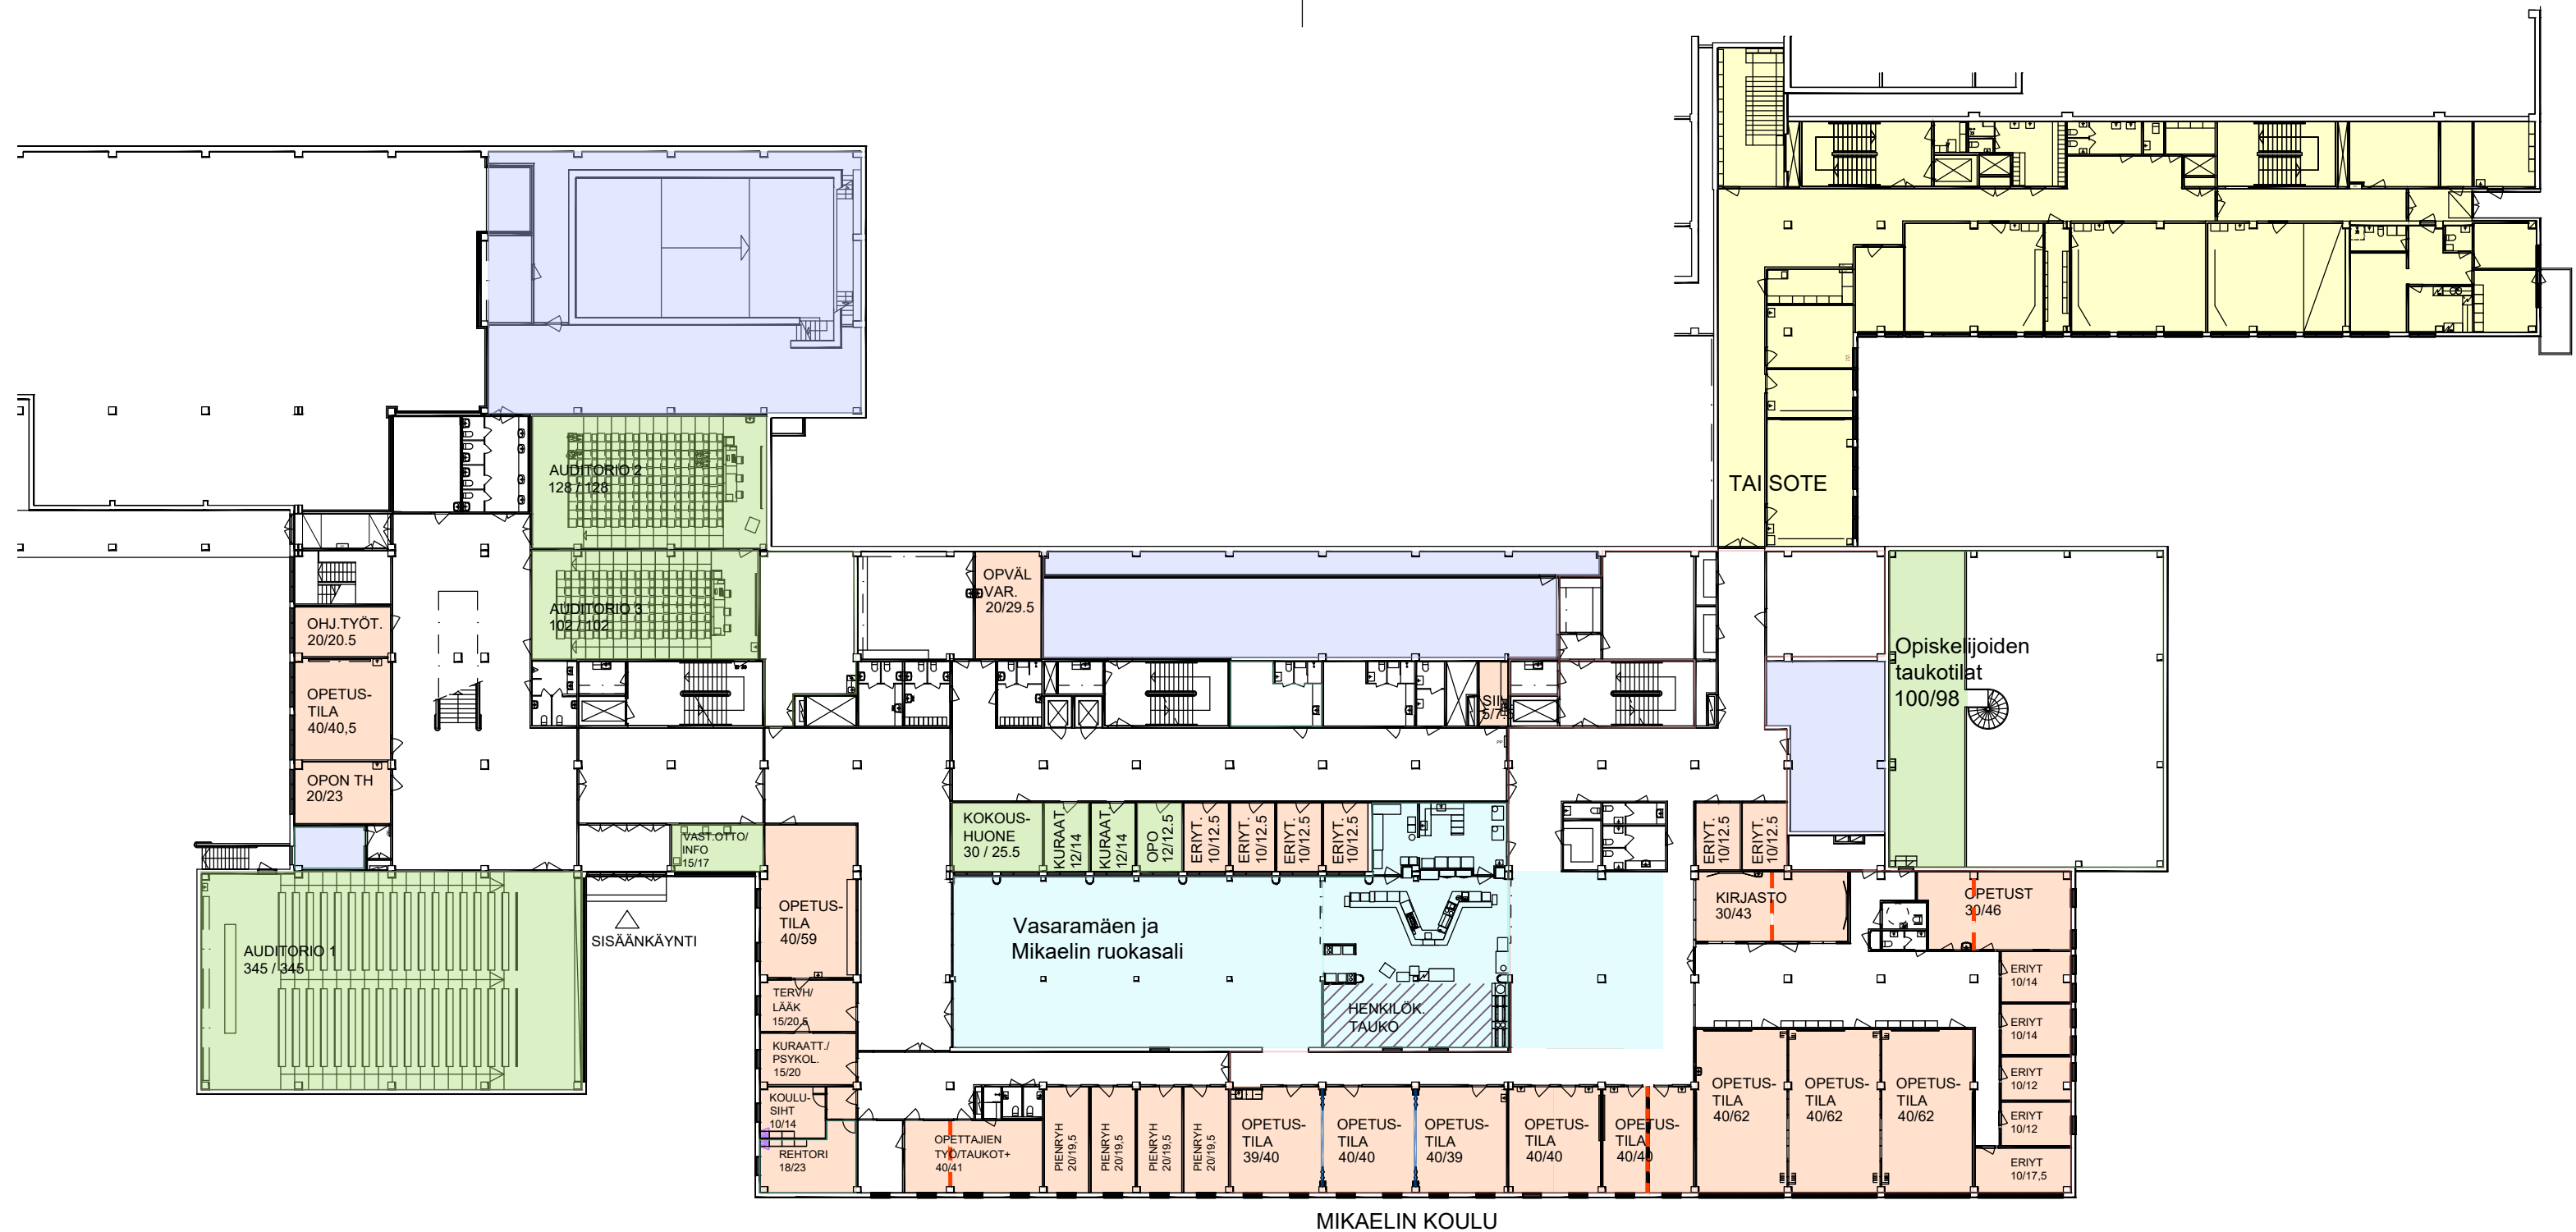 AUDITORIO 2
128 / 128
TAI SOTE
AUDITORIO 3
102 / 102
OPVÄL
VAR.
20/29.5
OHJ.TYÖT.
20/20.5
OPETUS-
TILA
40/40,5
OPON TH
20/23
Opiskelijoiden
taukotilat
100/98
VAST.OTTO/
INFO
15/17
KOKOUS-
HUONE
30 / 25.5
KURAAT.
12/14
KURAAT.
12/14
OPO
12/12.5
ERIYT.
10/12.5
ERIYT.
10/12.5
ERIYT.
10/12.5
ERIYT.
10/12.5
ERIYT.
10/12.5
ERIYT.
10/12.5
AUDITORIO 1
345 / 345
SISÄÄNKÄYNTI
OPETUS-
TILA
40/59
Vasaramäen ja
Mikaelin ruokasali
KIRJASTO
30/43
OPETUST
30/46
TERVH/
LÄÄK
15/20.5
HENKILÖK.
TAUKO
ERIYT
10/14
ERIYT
10/14
ERIYT
10/12
ERIYT
10/12
ERIYT
10/17,5
KURAATT./
PSYKOL.
15/20
KOULU-
SIHT
10/14
REHTORI
18/23
OPETTAJIEN
TYÖ/TAUKOT+
40/41
PIENRYH
20/19,5
PIENRYH
20/19,5
PIENRYH
20/19,5
PIENRYH
20/19,5
OPETUS-
TILA
39/40
OPETUS-
TILA
40/40
OPETUS-
TILA
40/39
OPETUS-
TILA
40/40
OPETUS-
TILA
40/40
OPETUS-
TILA
40/62
OPETUS-
TILA
40/62
OPETUS-
TILA
40/62
MIKAELIN KOULU